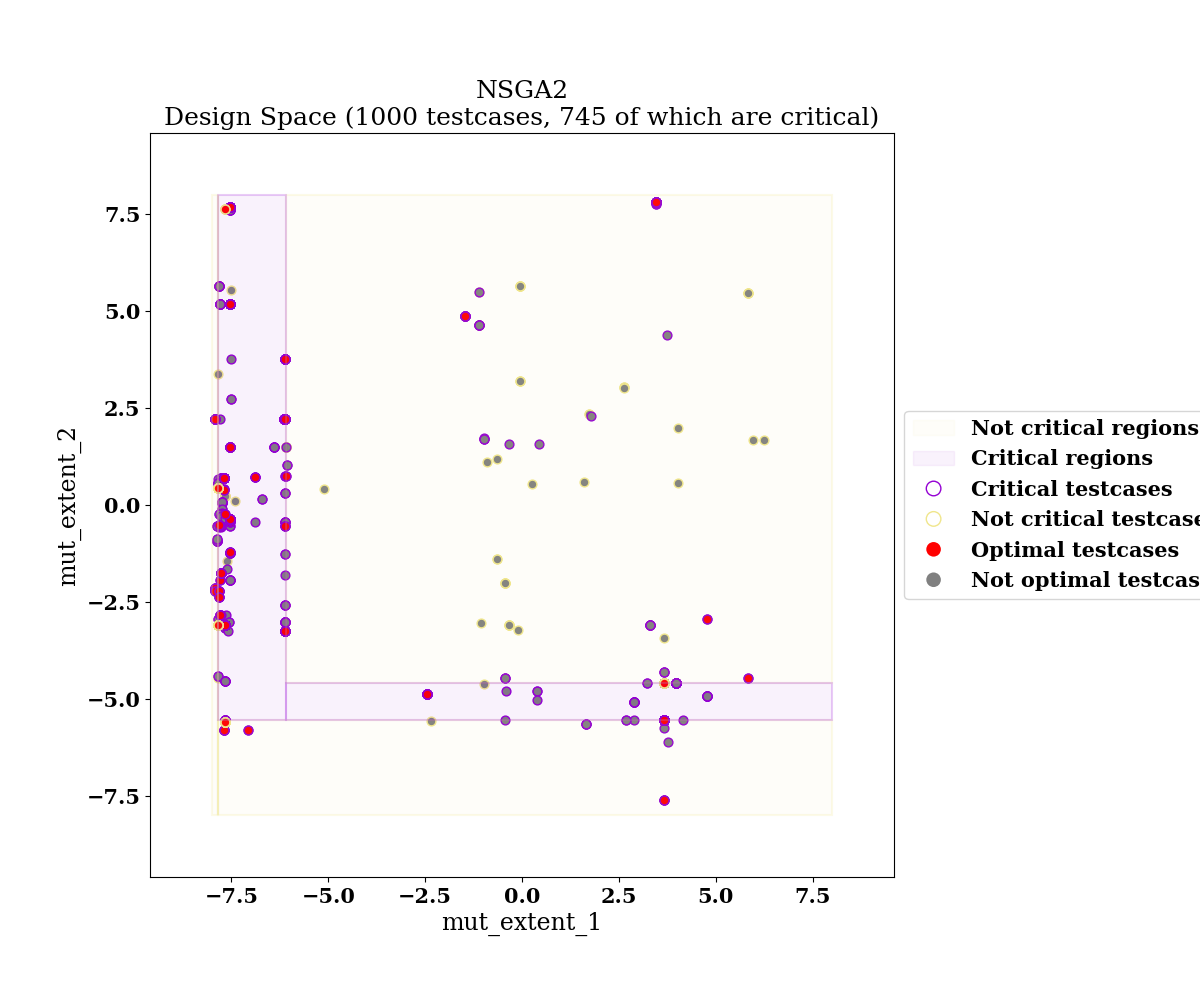 NSGA2
Design Space (1000 testcases, 745 of which are critical)
7.5
5.0
2.5
0.0
−2.5
−5.0
−7.5
mut_extent_2
−7.5
−5.0
−2.5
0.0
2.5
5.0
7.5
mut_extent_1
Not critical regions
Critical regions
Critical testcases
Not critical testcase
Optimal testcases
Not optimal testcas